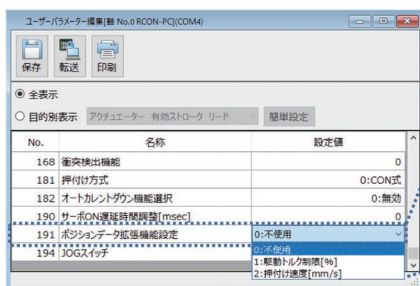 ユーザーパラメーター編集[軸 No.0 RCON-PC](COM4)
保存 転送 印刷
全表示
目的別表示 アクチュエーター 有効ストローク リード 簡単設定
No. 名称 設定値
168 衝突検出機能 0
181 押付け方式 0:CON式
182 オートカレントダウン機能選択 0:無効
190 サーボON遅延時間調整[msec] 0
191 ポジションデータ拡張機能設定 0:不使用
0:不使用
194 JOGスイッチ 1:駆動トルク制限[%]
2:押付け速度[mm/s]